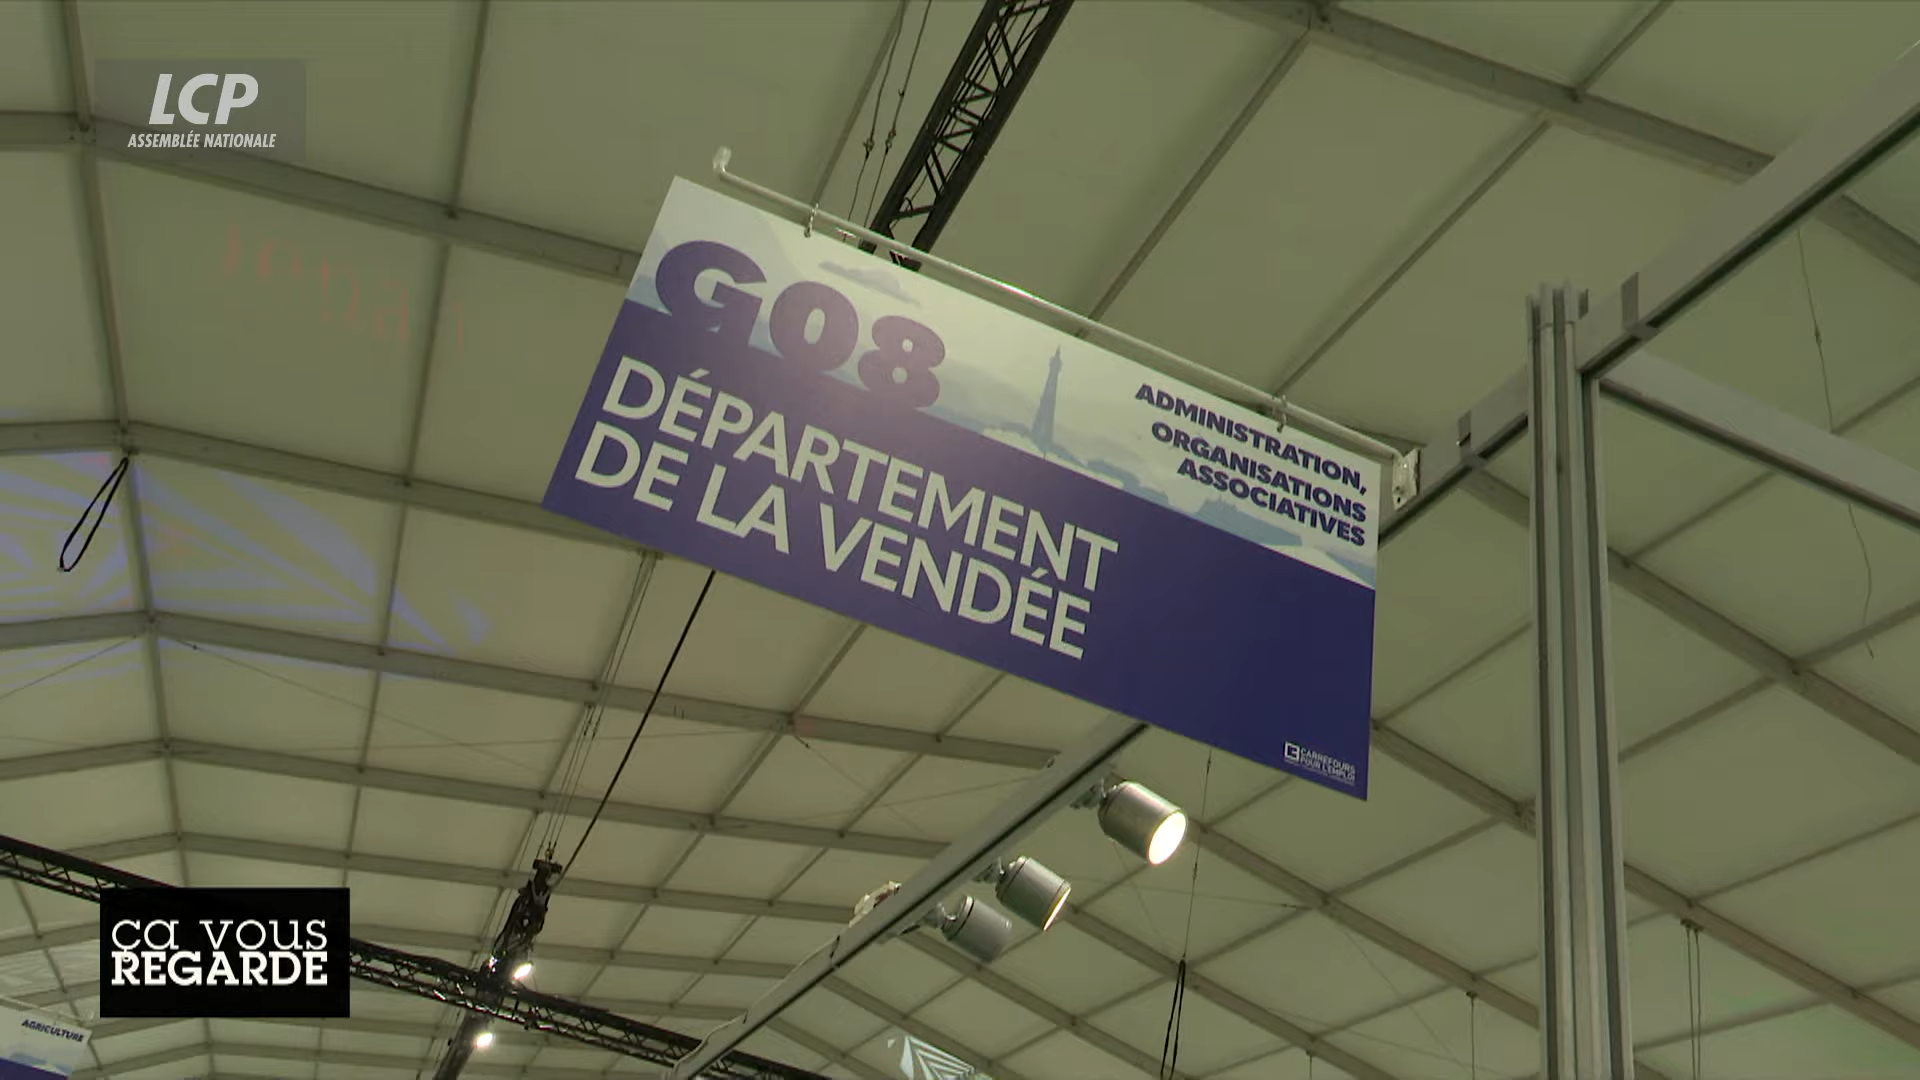 LCP
ASSEMBLÉE NATIONALE
G08
DÉPARTEMENT
DE LA VENDÉE
ADMINISTRATION,
ORGANISATIONS
ASSOCIATIVES
CARREFOURS
POUR L'EMPLOI
ça vous
REGARDE
AGRICULTURE